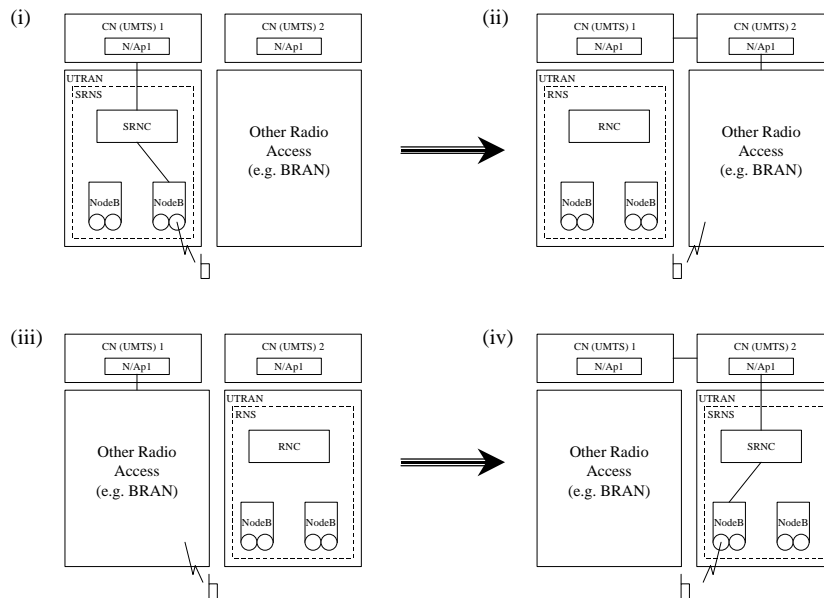 (i)
CN (UMTS) 1
N/Ap1
CN (UMTS) 2
N/Ap1
UTRAN
SRNS
SRNC
NodeB
NodeB
Other Radio
Access
(e.g. BRAN)
(ii)
CN (UMTS) 1
N/Ap1
CN (UMTS) 2
N/Ap1
UTRAN
RNS
RNC
NodeB
NodeB
Other Radio
Access
(e.g. BRAN)
(iii)
CN (UMTS) 1
N/Ap1
CN (UMTS) 2
N/Ap1
Other Radio
Access
(e.g. BRAN)
UTRAN
RNS
RNC
NodeB
NodeB
(iv)
CN (UMTS) 1
N/Ap1
CN (UMTS) 2
N/Ap1
Other Radio
Access
(e.g. BRAN)
UTRAN
SRNS
SRNC
NodeB
NodeB